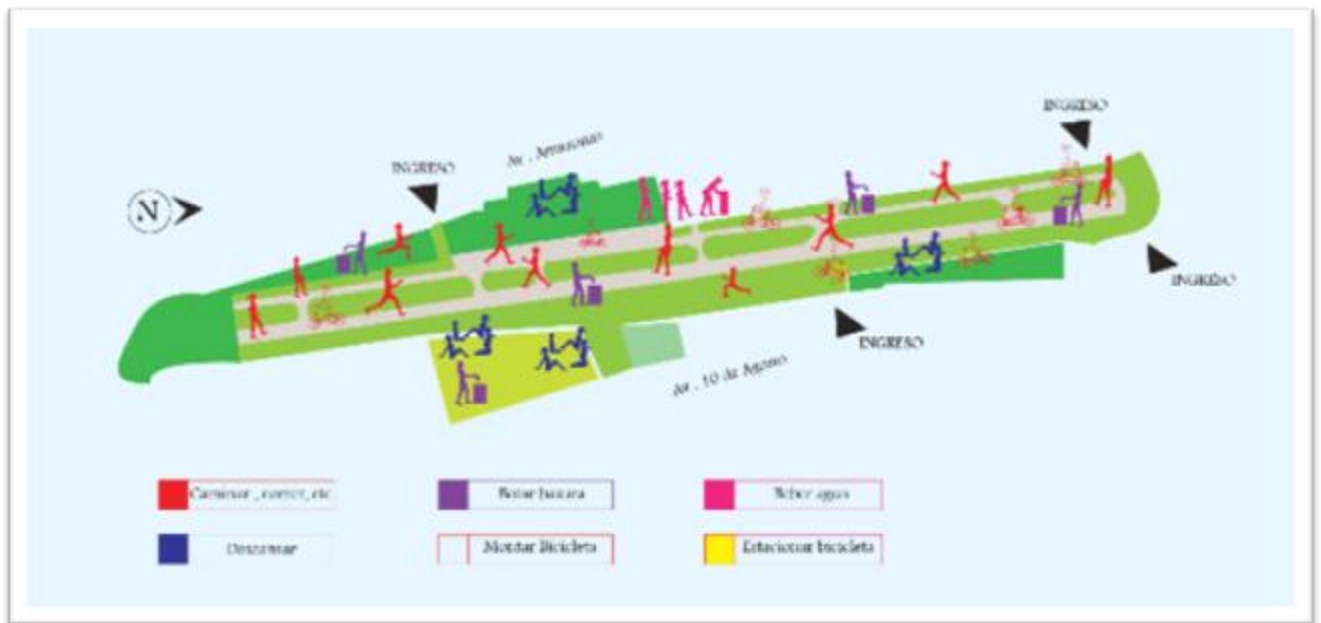 INGRESO
INGRESO
Av . Amazonas
N
INGRESO
INGRESO
Av . 10 de Agosto
Caminar , correr, etc
Botar basura
Beber agua
Descansar
Montar Bicicleta
Estacionar bicicleta